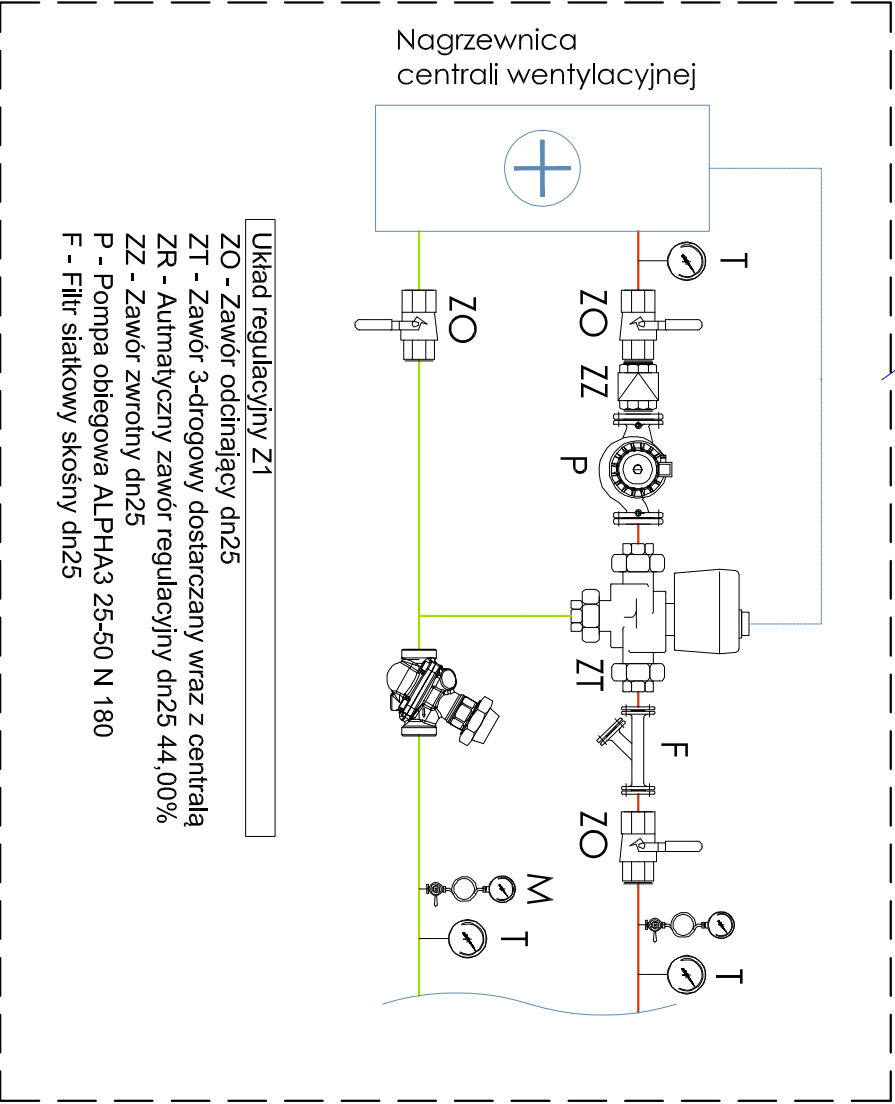 Nagrzewnica
centrali wentylacyjnej
T
ZO
ZO
ZZ
P
ZT
F
ZO
M
T
T
Układ regulacyjny Z1
ZO - Zawór odcinający dn25
ZT - Zawór 3-drogowy dostarczany wraz z centralą
ZR - Autmatyczny zawór regulacyjny dn25 44,00%
ZZ - Zawór zwrotny dn25
P - Pompa obiegowa ALPHA3 25-50 N 180
F - Filtr siatkowy skośny dn25